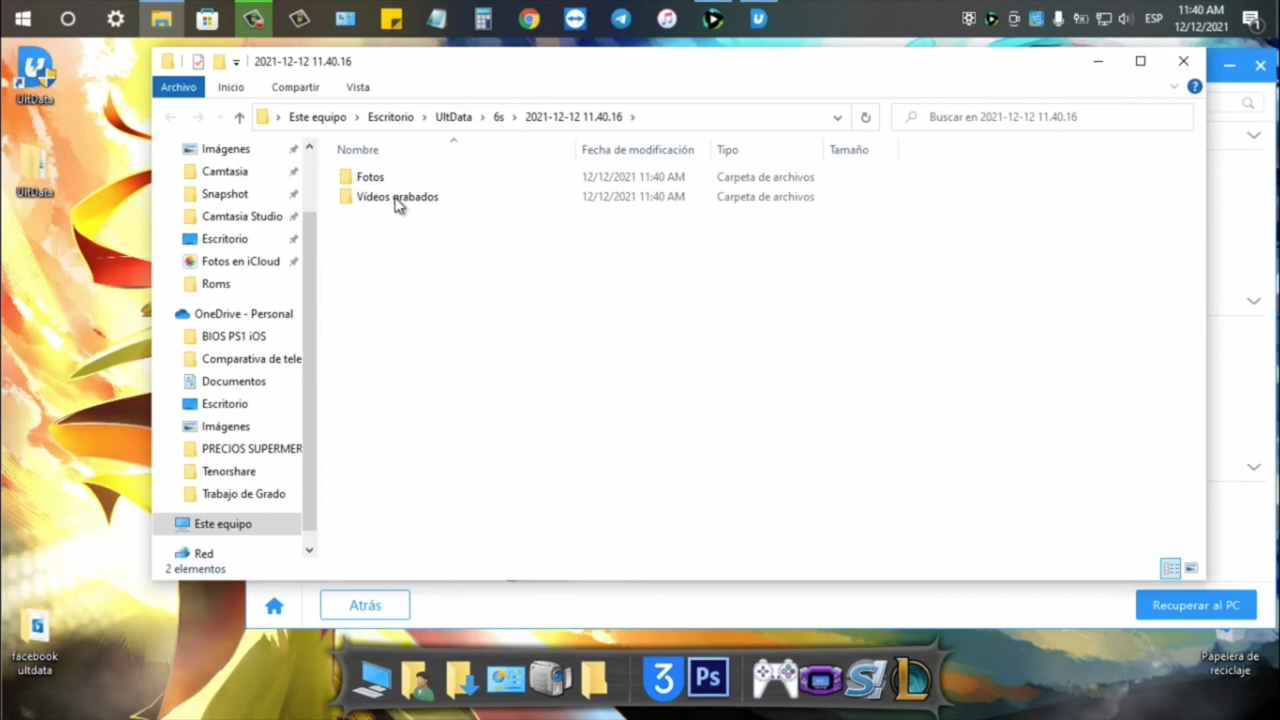 11:40 AM
ESP
12/12/2021
1
UltData
UltData
facebook
ultdata
2021-12-12 11.40.16
Archivo Inicio Compartir Vista
Este equipo > Escritorio > UltData > 6s > 2021-12-12 11.40.16 >
Buscar en 2021-12-12 11.40.16
Nombre Fecha de modificación Tipo Tamaño
Fotos 12/12/2021 11:40 AM Carpeta de archivos
Vídeos grabados 12/12/2021 11:40 AM Carpeta de archivos
Imágenes
Camtasia
Snapshot
Camtasia Studio
Escritorio
Fotos en iCloud
Roms
OneDrive - Personal
BIOS PS1 iOS
Comparativa de tele
Documentos
Escritorio
Imágenes
PRECIOS SUPERMER
Tenorshare
Trabajo de Grado
Este equipo
Red
2 elementos
Atrás
Recuperar al PC
3
Ps
Papelera de
reciclaje